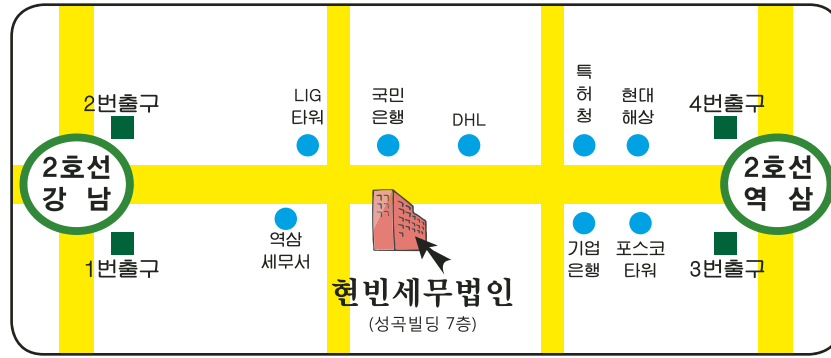 2번출구
LIG
타워
국민
은행
DHL
특
허
청
현대
해상
4번출구
2호선
강 남
2호선
역 삼
1번출구
역삼
세무서
기업
은행
포스코
타워
3번출구
현빈세무법인
(성곡빌딩 7층)